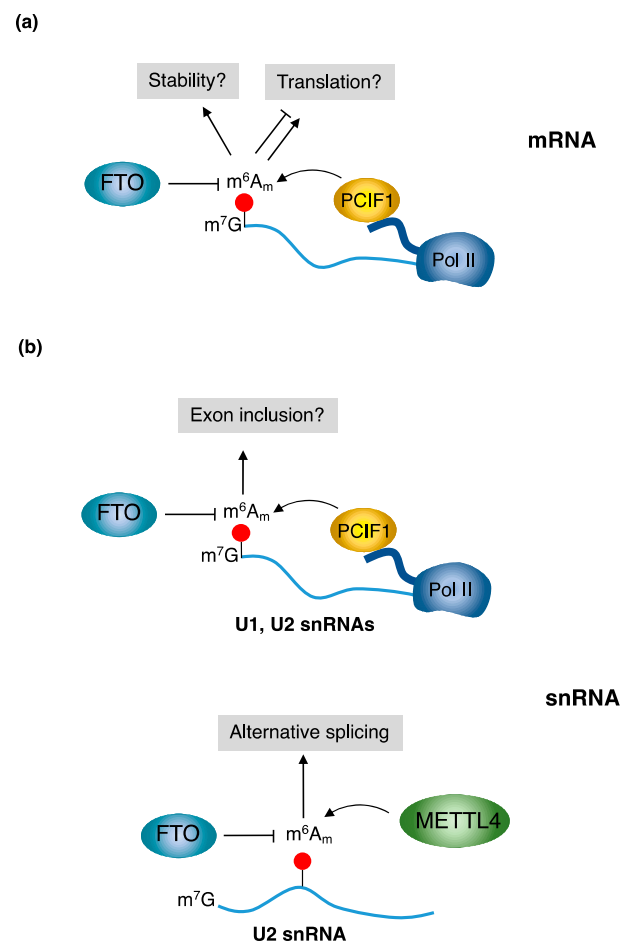 (a)
Stability? Translation?
mRNA
FTO m⁶Aₘ PCIF1
m⁷G
Pol II
(b)
Exon inclusion?
FTO m⁶Aₘ PCIF1
m⁷G
Pol II
U1, U2 snRNAs
snRNA
Alternative splicing
FTO m⁶Aₘ METTL4
m⁷G
U2 snRNA